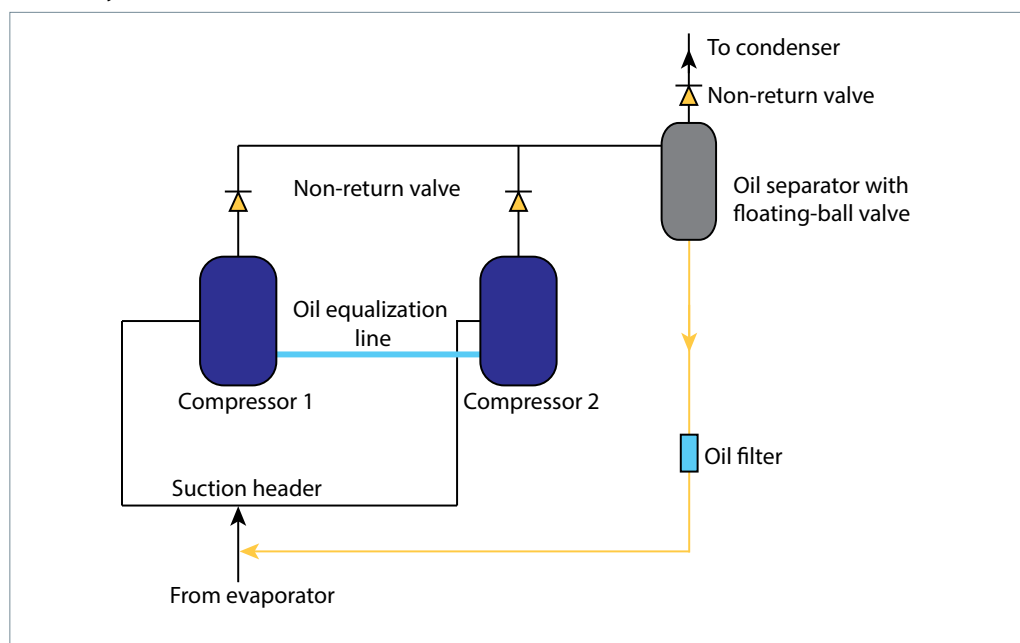 To condenser
Non-return valve
Non-return valve
Oil separator with
floating-ball valve
Oil equalization
line
Compressor 1
Compressor 2
Oil filter
Suction header
From evaporator